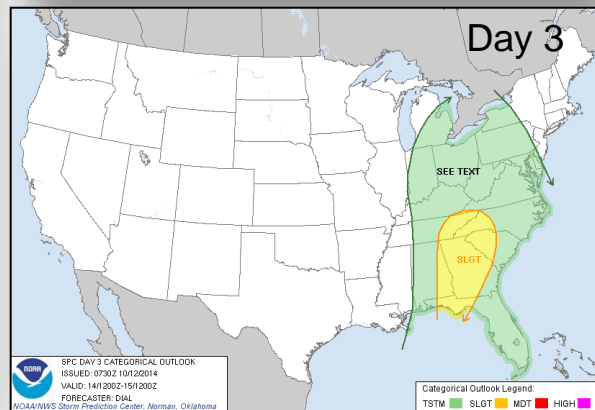 Day 3
SEE TEXT
SLGT
NOAA
SPC DAY 3 CATEGORICAL OUTLOOK
ISSUED: 0730Z 10/12/2014
VALID: 14/1200Z-15/1200Z
FORECASTER: DIAL
NOAA/NWS Storm Prediction Center, Norman, Oklahoma
Categorical Outlook Legend:
TSTM SLGT MDT HIGH